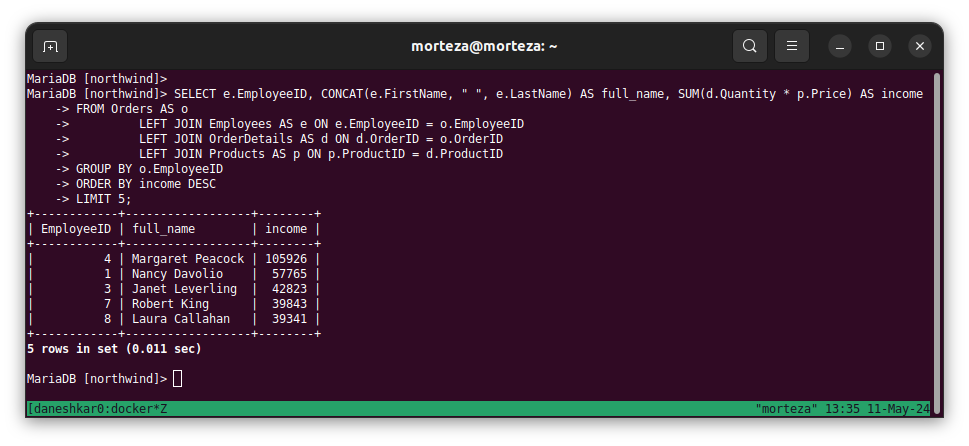 morteza@morteza: ~
MariaDB [northwind]>
MariaDB [northwind]> SELECT e.EmployeeID, CONCAT(e.FirstName, " ", e.LastName) AS full_name, SUM(d.Quantity * p.Price) AS income
    -> FROM Orders AS o
    ->          LEFT JOIN Employees AS e ON e.EmployeeID = o.EmployeeID
    ->          LEFT JOIN OrderDetails AS d ON d.OrderID = o.OrderID
    ->          LEFT JOIN Products AS p ON p.ProductID = d.ProductID
    -> GROUP BY o.EmployeeID
    -> ORDER BY income DESC
    -> LIMIT 5;
+------------+------------------+--------+
| EmployeeID | full_name        | income |
+------------+------------------+--------+
|          4 | Margaret Peacock | 105926 |
|          1 | Nancy Davolio    |  57765 |
|          3 | Janet Leverling  |  42823 |
|          7 | Robert King      |  39843 |
|          8 | Laura Callahan   |  39341 |
+------------+------------------+--------+
5 rows in set (0.011 sec)
MariaDB [northwind]>
[daneshkar0:docker*Z "morteza" 13:35 11-May-24